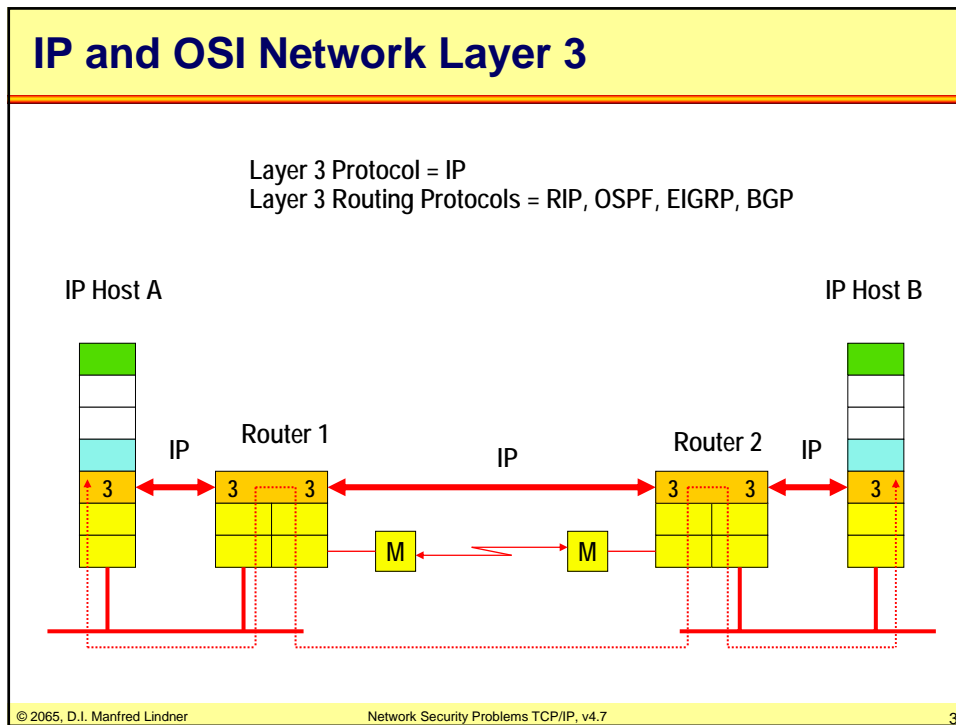 IP and OSI Network Layer 3
Layer 3 Protocol = IP
Layer 3 Routing Protocols = RIP, OSPF, EIGRP, BGP
IP Host A
IP Host B
Router 1
Router 2
IP
IP
IP
3
3 3
3 3
3
M
M
© 2065, D.I. Manfred Lindner
Network Security Problems TCP/IP, v4.7
3